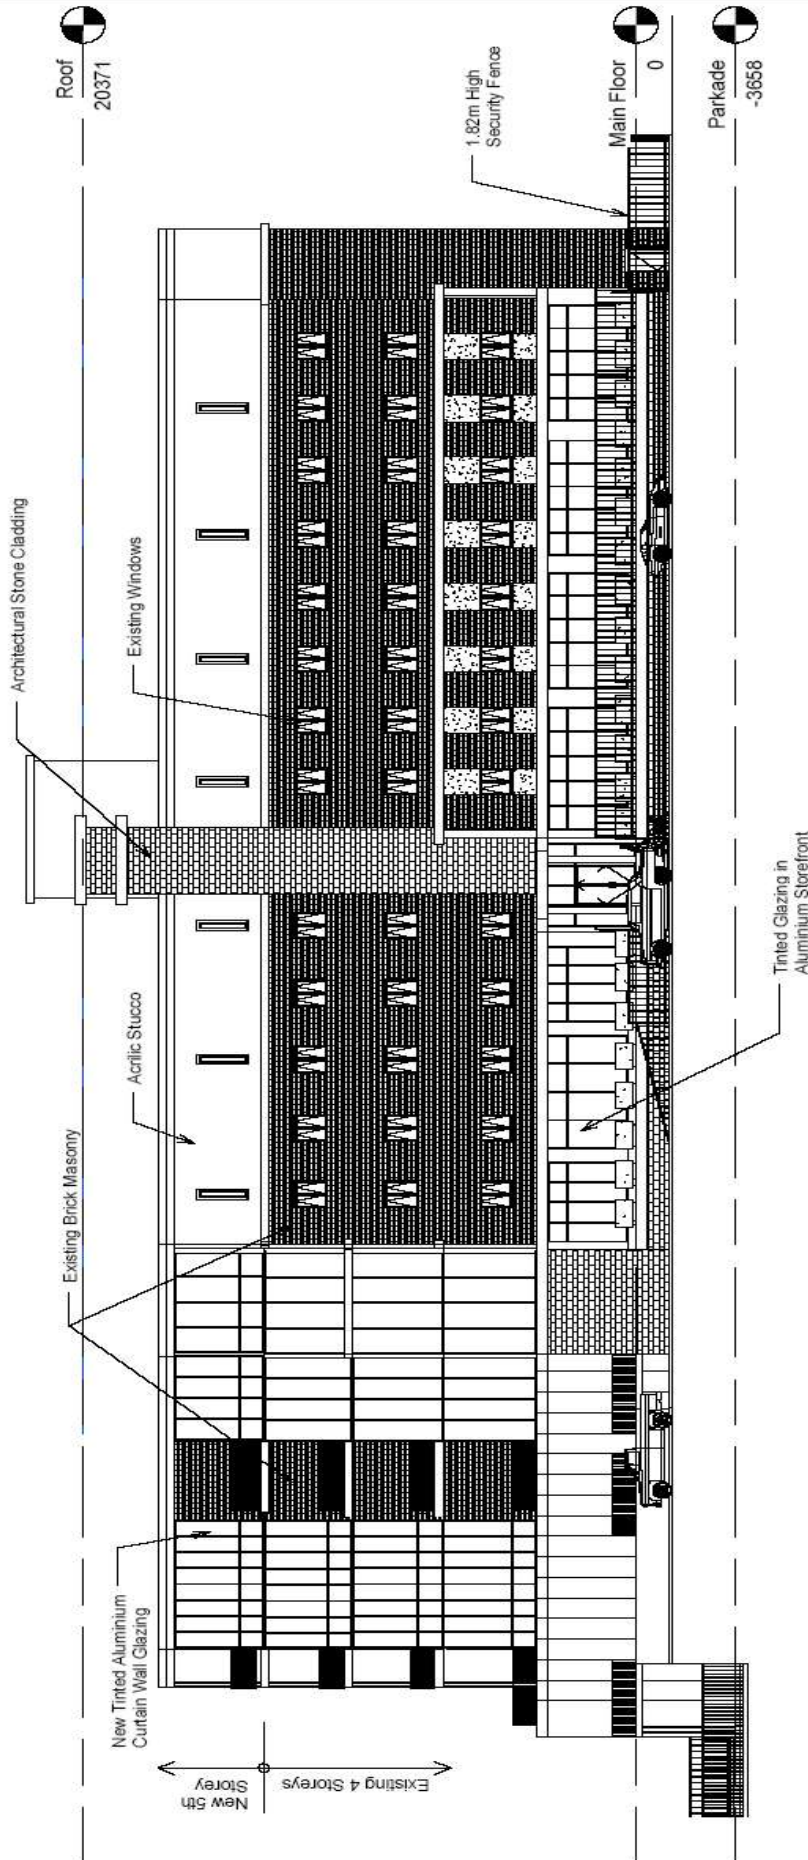 Architectural Stone Cladding
Roof
20371
Existing Brick Masonry
Acrilic Stucco
Existing Windows
1.82m High
Security Fence
New Tinted Aluminium
Curtain Wall Glazing
New 5th
Storey
Existing 4 Storeys
Main Floor
0
Parkade
-3658
Tinted Glazing in
Aluminium Storefront